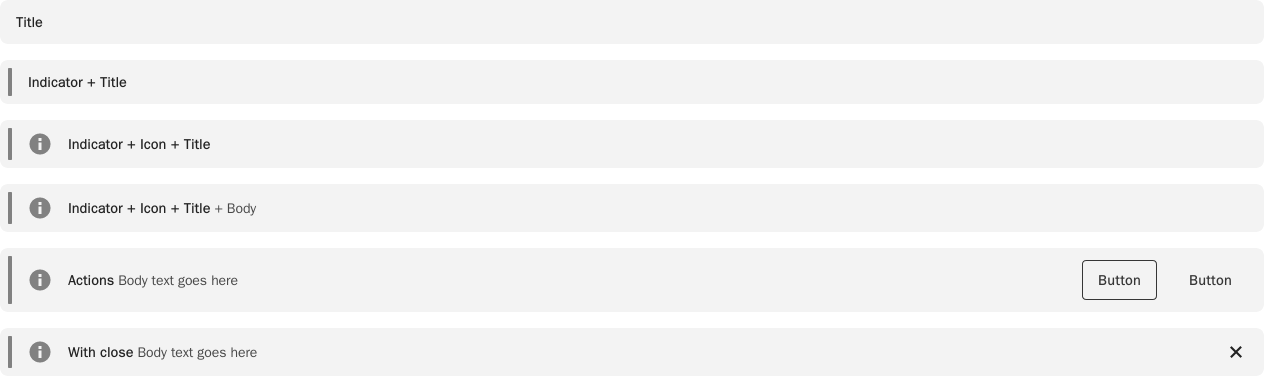 Title
Indicator + Title
Indicator + Icon + Title
Indicator + Icon + Title + Body
Actions Body text goes here Button Button
With close Body text goes here